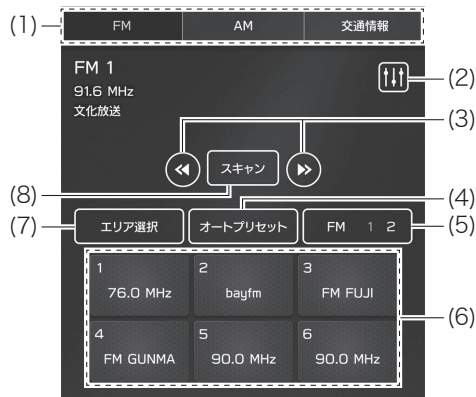 (1) FM AM 交通情報
FM 1
91.6 MHz
文化放送
(2)
(3)
スキャン
(8)
(4)
(7) エリア選択 オートプリセット FM 1 2 (5)
1 2 3
76.0 MHz bayfm FM FUJI
(6)
4 5 6
FM GUNMA 90.0 MHz 90.0 MHz